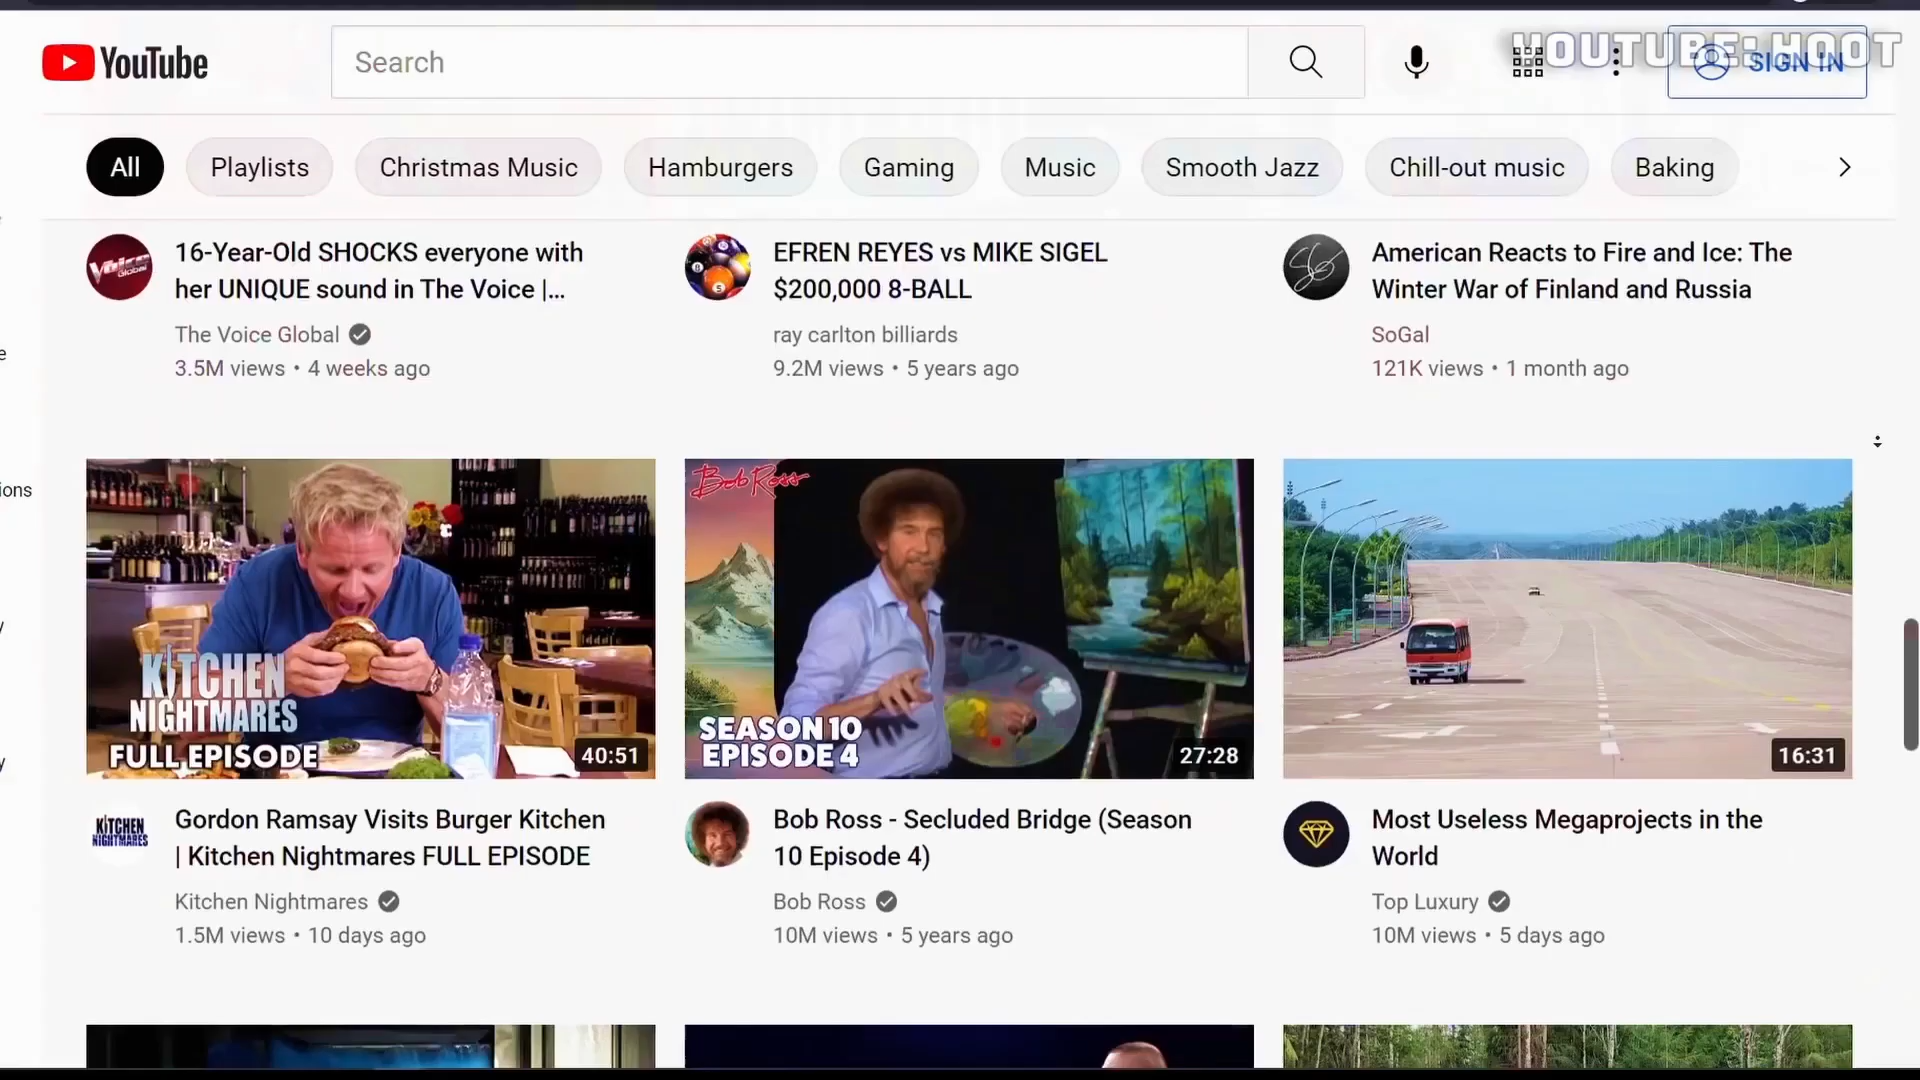 YouTube
Search
SIGN IN
YOUTUBE: HOOT
All
Playlists
Christmas Music
Hamburgers
Gaming
Music
Smooth Jazz
Chill-out music
Baking
Voice
Global
16-Year-Old SHOCKS everyone with
her UNIQUE sound in The Voice |...
The Voice Global
3.5M views • 4 weeks ago
EFREN REYES vs MIKE SIGEL
$200,000 8-BALL
ray carlton billiards
9.2M views • 5 years ago
American Reacts to Fire and Ice: The
Winter War of Finland and Russia
SoGal
121K views • 1 month ago
ions
KITCHEN
NIGHTMARES
FULL EPISODE
40:51
Bob Ross
SEASON 10
EPISODE 4
27:28
16:31
KITCHEN
NIGHTMARES
Gordon Ramsay Visits Burger Kitchen
| Kitchen Nightmares FULL EPISODE
Kitchen Nightmares
1.5M views • 10 days ago
Bob Ross - Secluded Bridge (Season
10 Episode 4)
Bob Ross
10M views • 5 years ago
Most Useless Megaprojects in the
World
Top Luxury
10M views • 5 days ago